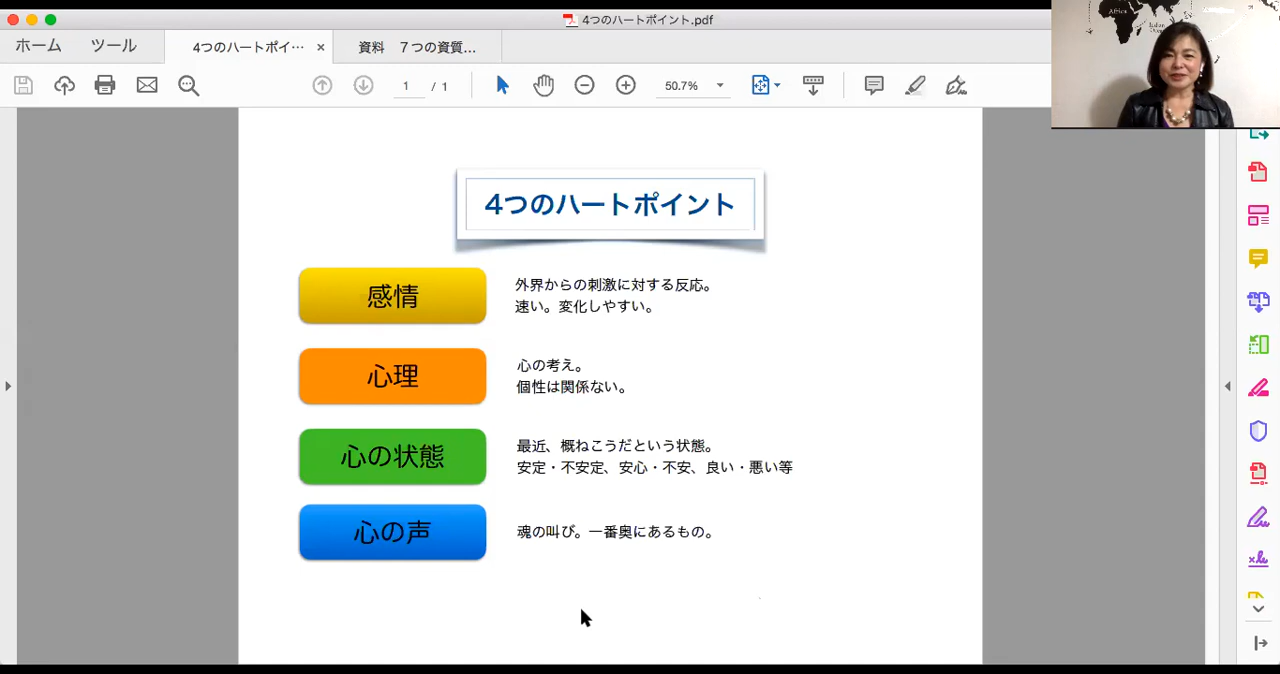 4つのハートポイント.pdf
ホーム
ツール
4つのハートポイ…
×
資料 7つの資質...
1 / 1
50.7%
Africa
4つのハートポイント
感情
外界からの刺激に対する反応。
速い。変化しやすい。
心理
心の考え。
個性は関係ない。
心の状態
最近、概ねこうだという状態。
安定・不安定、安心・不安、良い・悪い等
心の声
魂の叫び。一番奥にあるもの。